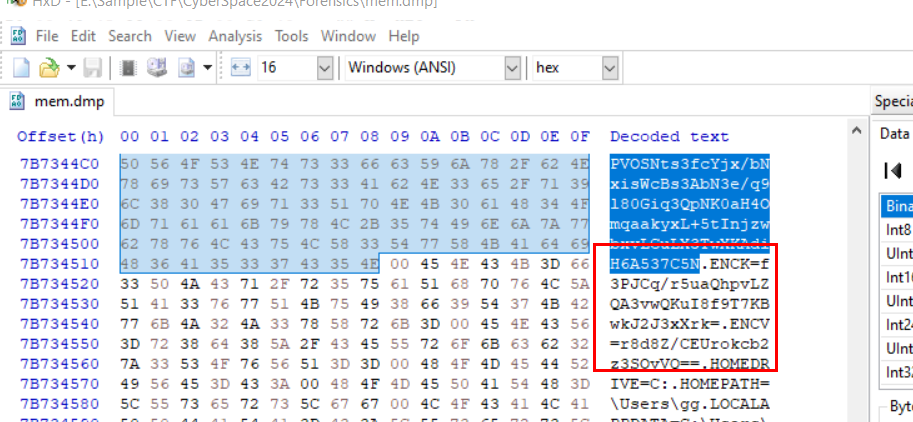 HxD - [E:\Sample\CTF\CyberSpace2024\Forensics\mem.dmp]
File Edit Search View Analysis Tools Window Help
16 Windows (ANSI) hex
mem.dmp Specia
Offset(h) 00 01 02 03 04 05 06 07 08 09 0A 0B 0C 0D 0E 0F Decoded text
Data
7B7344C0 50 56 4F 53 4E 74 73 33 66 63 59 6A 78 2F 62 4E PVOSNts3fcYjx/bN
7B7344D0 78 69 73 57 63 42 73 33 41 62 4E 33 65 2F 71 39 xisWcBs3AbN3e/q9
7B7344E0 6C 38 30 47 69 71 33 51 70 4E 4B 30 61 48 34 4F l80Giq3QpNK0aH4O
Bina
7B7344F0 6D 71 61 61 6B 79 78 4C 2B 35 74 49 6E 6A 7A 77 mqaakyxL+5tInjzw
Int8
7B734500 62 78 76 4C 43 75 4C 58 33 54 77 58 4B 41 64 69 bxvLCuLX3TwXKAdi
UInt
7B734510 48 36 41 35 33 37 43 35 4E 00 45 4E 43 4B 3D 66 H6A537C5N.ENCK=f
Int16
7B734520 33 50 4A 43 71 2F 72 35 75 61 51 68 70 76 4C 5A 3PJCq/r5uaQhpvLZ
UInt
7B734530 51 41 33 76 77 51 4B 75 49 38 66 39 54 37 4B 42 QA3vwQKuI8f9T7KB
Int24
7B734540 77 6B 4A 32 4A 33 78 58 72 6B 3D 00 45 4E 43 56 wkJ2J3xXrk=.ENCV
UInt
7B734550 3D 72 38 64 38 5A 2F 43 45 55 72 6F 6B 63 62 32 =r8d8Z/CEUrokcb2
7B734560 7A 33 53 4F 76 56 51 3D 3D 00 48 4F 4D 45 44 52 z3SOvVQ==.HOMEDR
Int32
7B734570 49 56 45 3D 43 3A 00 48 4F 4D 45 50 41 54 48 3D IVE=C:.HOMEPATH=
7B734580 5C 55 73 65 72 73 5C 67 67 00 4C 4F 43 41 4C 41 \Users\gg.LOCALA
Byte